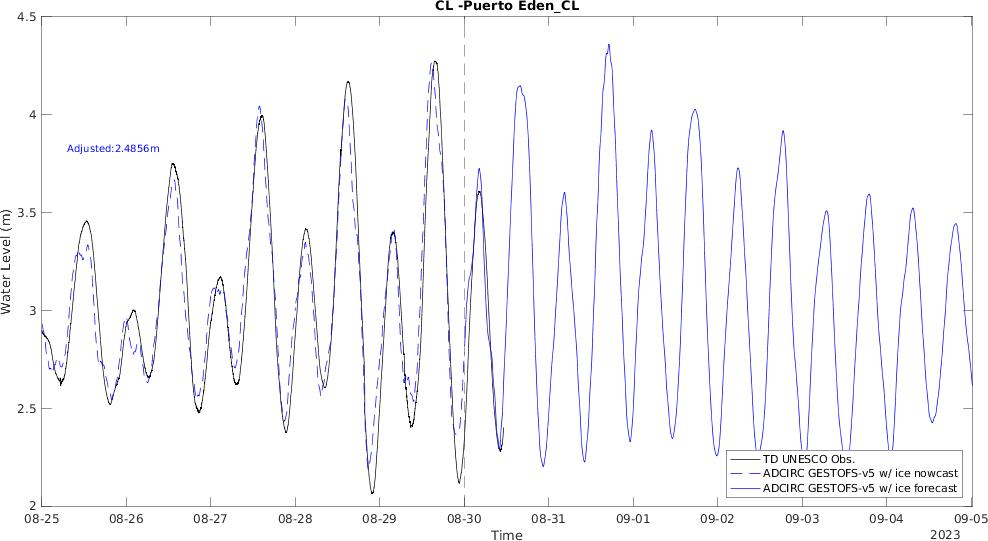 CL -Puerto Eden_CL
4.5
4
3.5
3
2.5
2
Water Level (m)
Adjusted:2.4856m
TD UNESCO Obs.
ADCIRC GESTOFS-v5 w/ ice nowcast
ADCIRC GESTOFS-v5 w/ ice forecast
08-25 08-26 08-27 08-28 08-29 08-30 08-31 09-01 09-02 09-03 09-04 09-05
Time
2023